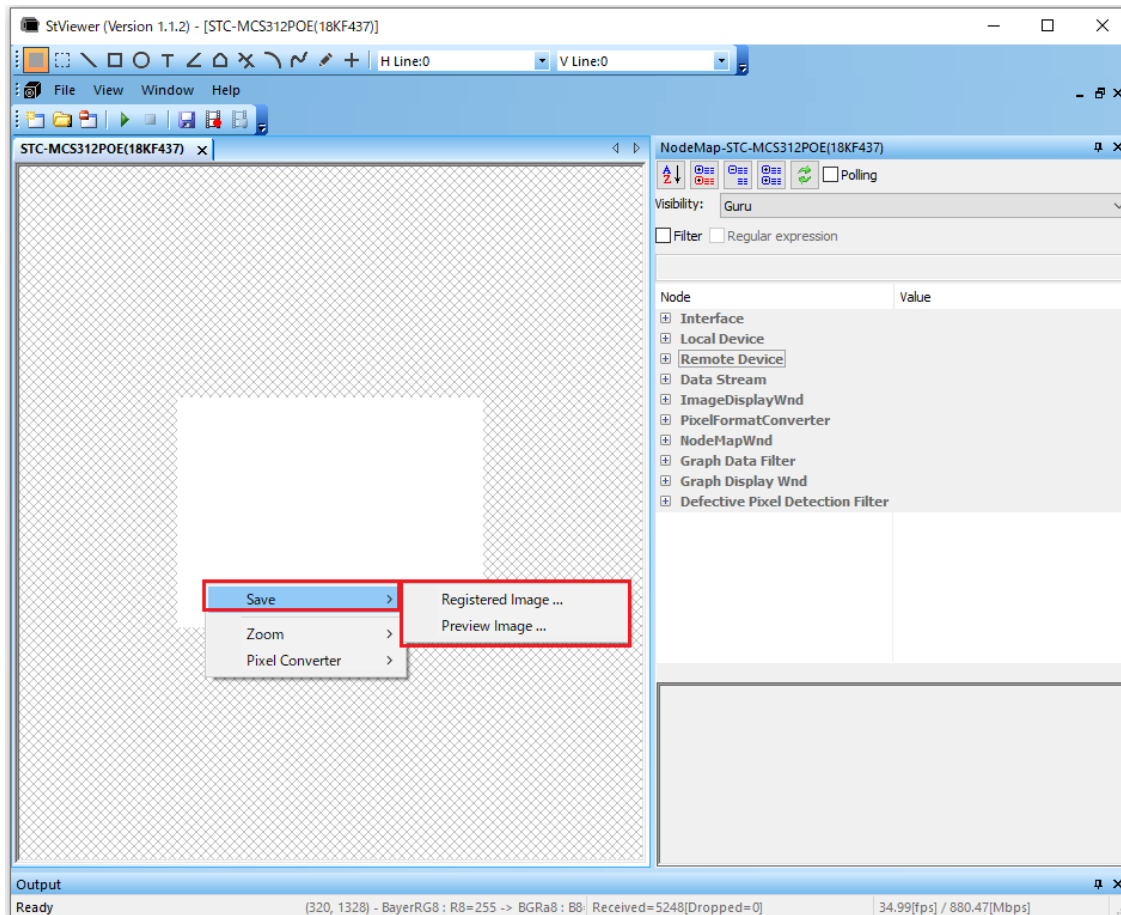 StViewer (Version 1.1.2) - [STC-MCS312POE(18KF437)]
H Line:0 V Line:0
File View Window Help
STC-MCS312POE(18KF437)
NodeMap-STC-MCS312POE(18KF437)
Polling
Visibility: Guru
Filter Regular expression
Node Value
Interface
Local Device
Remote Device
Data Stream
ImageDisplayWnd
PixelFormatConverter
NodeMapWnd
Graph Data Filter
Graph Display Wnd
Defective Pixel Detection Filter
Save
Registered Image ...
Preview Image ...
Zoom
Pixel Converter
Output
Ready (320, 1328) - BayerRG8 : R8=255 -> BGRa8 : B8 Received=5248[Dropped=0] 34.99[fps] / 880.47[Mbps]